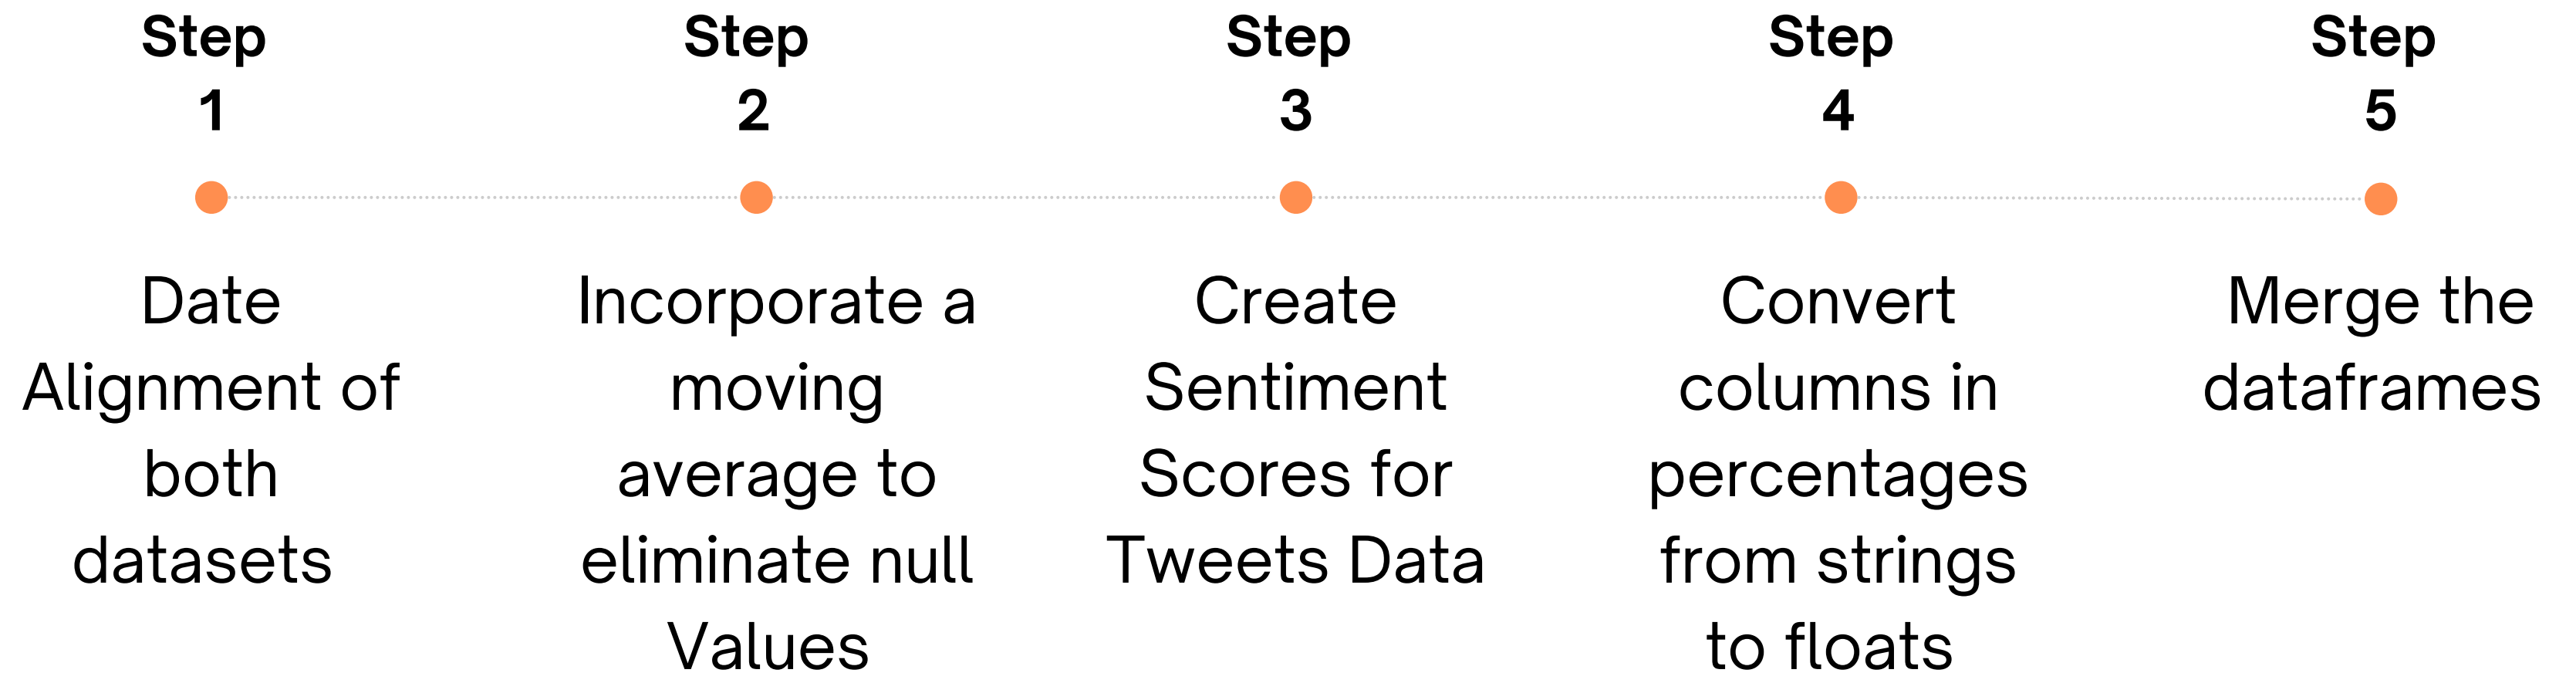 Step
1
Step
2
Step
3
Step
4
Step
5
Date
Alignment of
both
datasets
Incorporate a
moving
average to
eliminate null
Values
Create
Sentiment
Scores for
Tweets Data
Convert
columns in
percentages
from strings
to floats
Merge the
dataframes